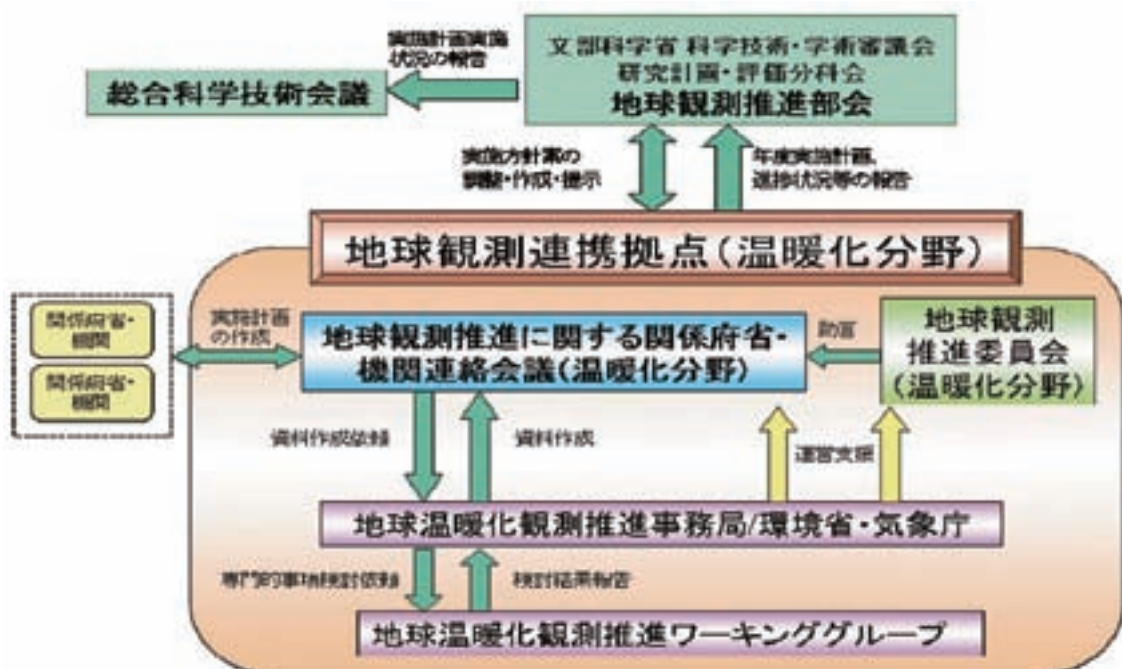 実施計画実施
状況の報告
文部科学省 科学技術・学術審議会
研究計画・評価分科会
地球観測推進部会
総合科学技術会議
実施方針案の
調整・作成・提示
年度実施計画、
進捗状況等の報告
地球観測連携拠点(温暖化分野)
関係府省・
機関
関係府省・
機関
実施計画
の作成
地球観測推進に関する関係府省・
機関連絡会議(温暖化分野)
助言
地球観測
推進委員会
(温暖化分野)
資料作成依頼
資料作成
運営支援
地球温暖化観測推進事務局/環境省・気象庁
専門的事項検討依頼
検討結果報告
地球温暖化観測推進ワーキンググループ